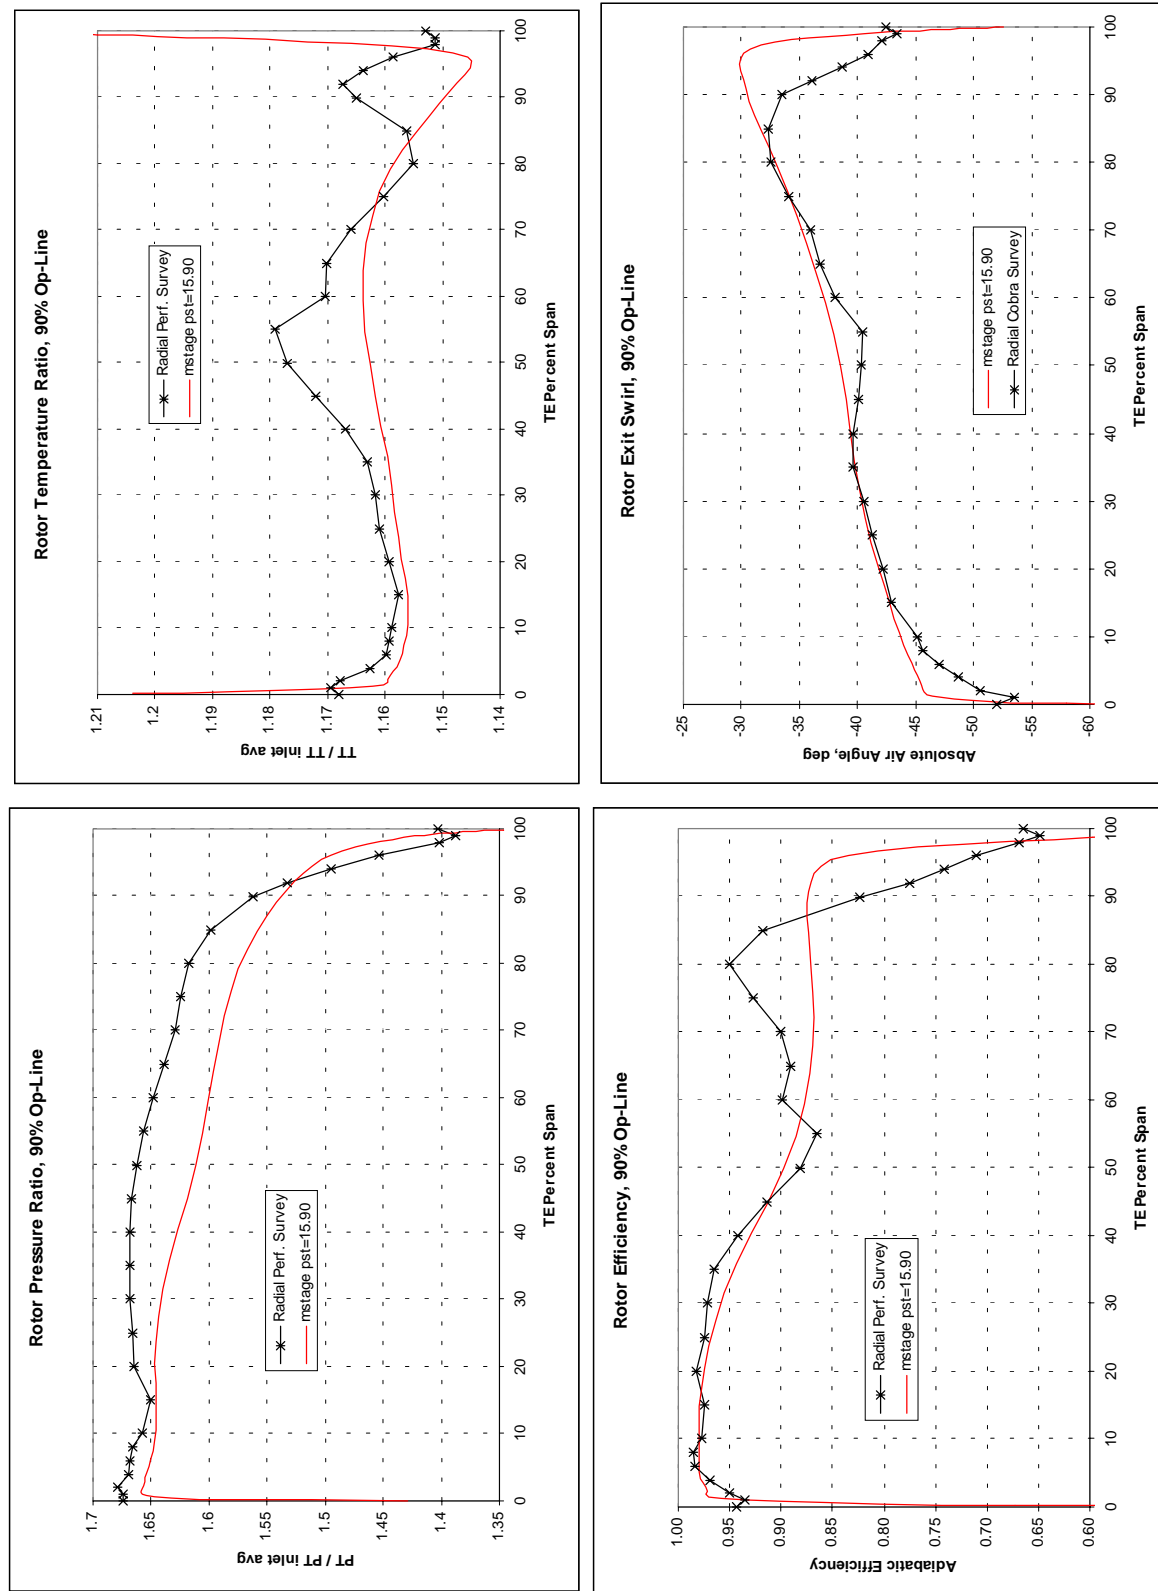 Rotor Pressure Ratio, 90% Op-Line
PT / PT inlet avg
1.7
1.65
1.6
1.55
1.5
1.45
1.4
1.35
Radial Perf. Survey
mstage pst=15.90
0 10 20 30 40 50 60 70 80 90 100
TE Percent Span
Rotor Temperature Ratio, 90% Op-Line
TT / TT inlet avg
1.21
1.2
1.19
1.18
1.17
1.16
1.15
1.14
Radial Perf. Survey
mstage pst=15.90
0 10 20 30 40 50 60 70 80 90 100
TE Percent Span
Rotor Efficiency, 90% Op-Line
Adiabatic Efficiency
1.00
0.95
0.90
0.85
0.80
0.75
0.70
0.65
0.60
Radial Perf. Survey
mstage pst=15.90
0 10 20 30 40 50 60 70 80 90 100
TE Percent Span
Rotor Exit Swirl, 90% Op-Line
Absolute Air Angle, deg
-25
-30
-35
-40
-45
-50
-55
-60
mstage pst=15.90
Radial Cobra Survey
0 10 20 30 40 50 60 70 80 90 100
TE Percent Span